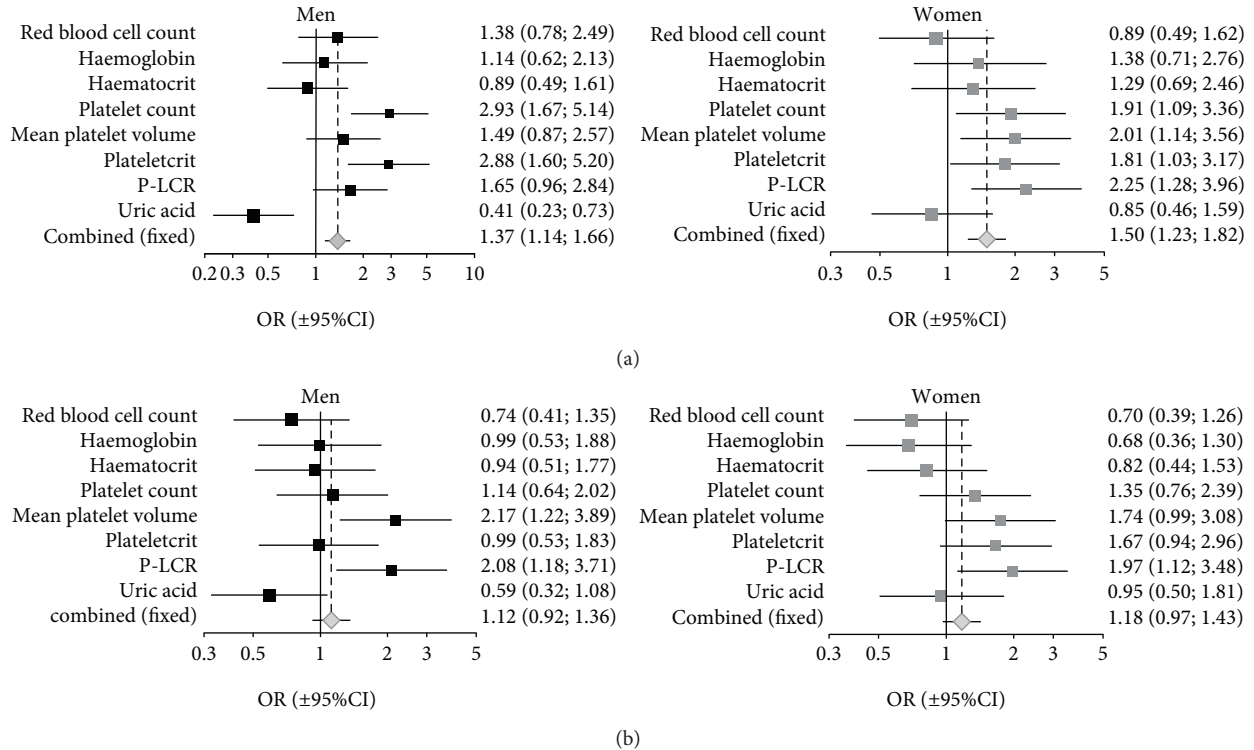 Men
Red blood cell count 1.38 (0.78; 2.49)
Haemoglobin 1.14 (0.62; 2.13)
Haematocrit 0.89 (0.49; 1.61)
Platelet count 2.93 (1.67; 5.14)
Mean platelet volume 1.49 (0.87; 2.57)
Plateletcrit 2.88 (1.60; 5.20)
P-LCR 1.65 (0.96; 2.84)
Uric acid 0.41 (0.23; 0.73)
Combined (fixed) 1.37 (1.14; 1.66)
0.2 0.3 0.5 1 2 3 5 10
OR (±95%CI)
Women
Red blood cell count 0.89 (0.49; 1.62)
Haemoglobin 1.38 (0.71; 2.76)
Haematocrit 1.29 (0.69; 2.46)
Platelet count 1.91 (1.09; 3.36)
Mean platelet volume 2.01 (1.14; 3.56)
Plateletcrit 1.81 (1.03; 3.17)
P-LCR 2.25 (1.28; 3.96)
Uric acid 0.85 (0.46; 1.59)
Combined (fixed) 1.50 (1.23; 1.82)
0.3 0.5 1 2 3 5
OR (±95%CI)
(a)
Men
Red blood cell count 0.74 (0.41; 1.35)
Haemoglobin 0.99 (0.53; 1.88)
Haematocrit 0.94 (0.51; 1.77)
Platelet count 1.14 (0.64; 2.02)
Mean platelet volume 2.17 (1.22; 3.89)
Plateletcrit 0.99 (0.53; 1.83)
P-LCR 2.08 (1.18; 3.71)
Uric acid 0.59 (0.32; 1.08)
combined (fixed) 1.12 (0.92; 1.36)
0.3 0.5 1 2 3 5
OR (±95%CI)
Women
Red blood cell count 0.70 (0.39; 1.26)
Haemoglobin 0.68 (0.36; 1.30)
Haematocrit 0.82 (0.44; 1.53)
Platelet count 1.35 (0.76; 2.39)
Mean platelet volume 1.74 (0.99; 3.08)
Plateletcrit 1.67 (0.94; 2.96)
P-LCR 1.97 (1.12; 3.48)
Uric acid 0.95 (0.50; 1.81)
Combined (fixed) 1.18 (0.97; 1.43)
0.3 0.5 1 2 3 5
OR (±95%CI)
(b)